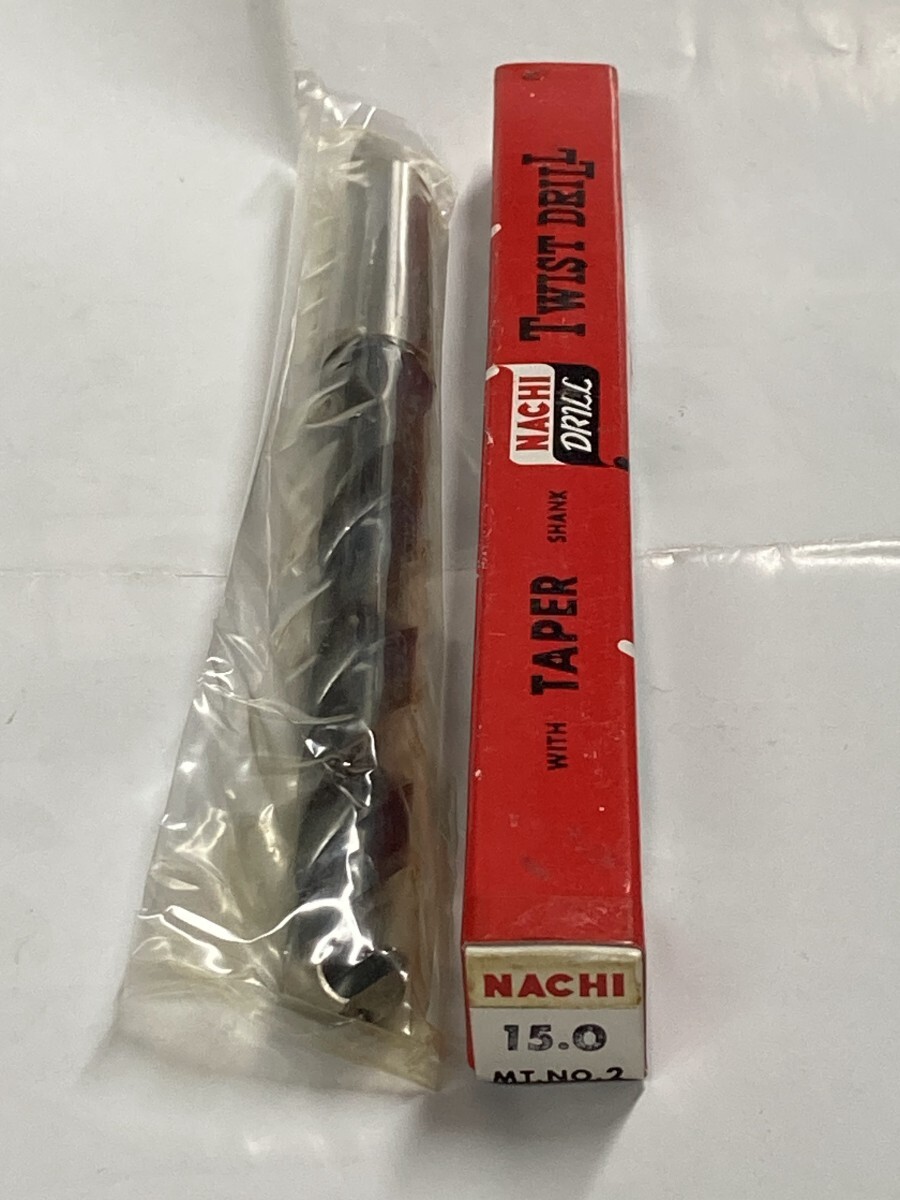 TWIST DRILL
NACHI
DRILL
WITH TAPER SHANK
NACHI
15.0
MT.NO.2